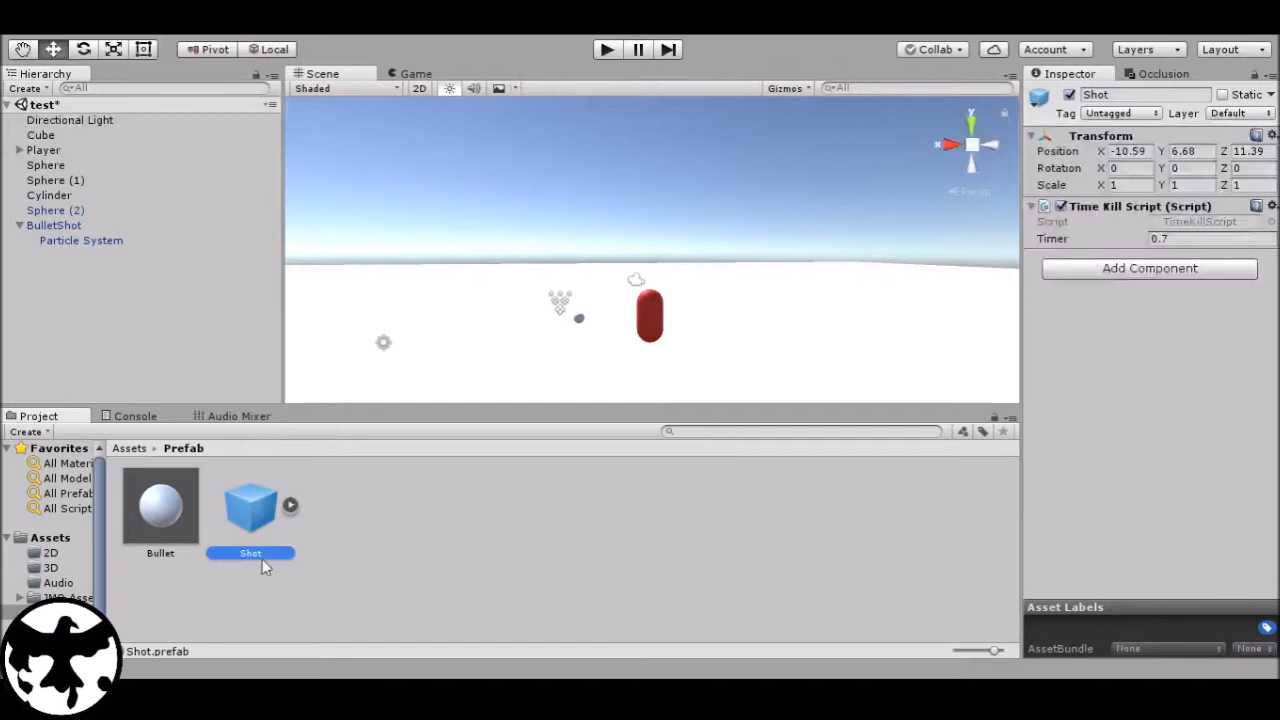 Pivot Local Collab Account Layers Layout
Hierarchy Scene Game Inspector Occlusion
Create All Shaded 2D Gizmos All Shot Static
test* Tag Untagged Layer Default
Directional Light
Cube
Player
Sphere
Sphere (1)
Cylinder
Sphere (2)
BulletShot
Particle System
y
x
Persp
Transform
Position X -10.59 Y 6.68 Z 11.39
Rotation X 0 Y 0 Z 0
Scale X 1 Y 1 Z 1
Time Kill Script (Script)
Script TimeKillScript
Timer 0.7
Add Component
Project Console Audio Mixer
Create
Favorites Assets Prefab
All Mater
All Model
All Prefab
All Script
Assets
2D
3D
Audio
JMO Asse
Bullet Shot
Shot.prefab
Asset Labels
AssetBundle None None